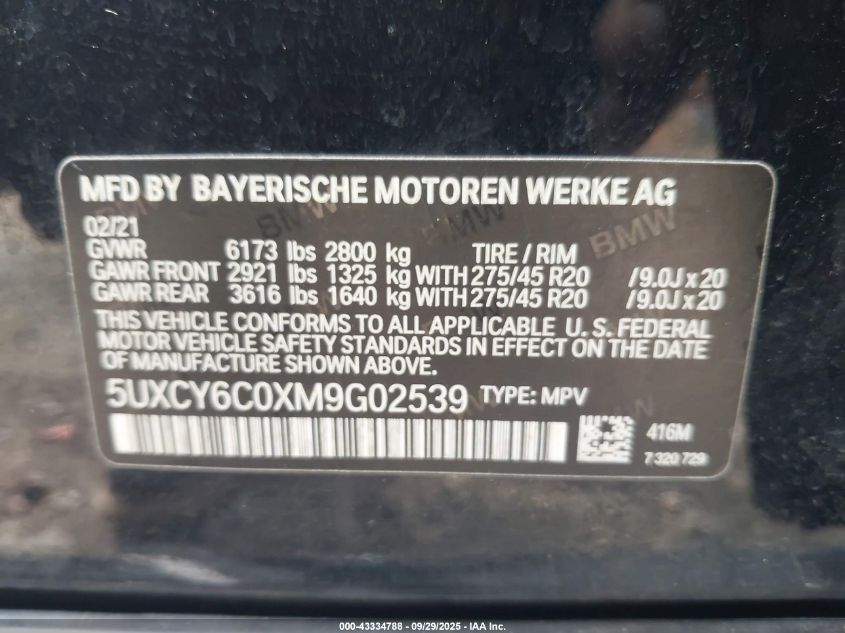 MFD BY BAYERISCHE MOTOREN WERKE AG
02/21
GVWR 6173 lbs 2800 kg TIRE / RIM
GAWR FRONT 2921 lbs 1325 kg WITH 275/45 R20 /9.0J x 20
GAWR REAR 3616 lbs 1640 kg WITH 275/45 R20 /9.0J x 20
THIS VEHICLE CONFORMS TO ALL APPLICABLE U. S. FEDERAL
MOTOR VEHICLE SAFETY STANDARDS IN EFFECT ON THE DATE
OF MANUFACTURE SHOWN ABOVE.
5UXCY6C0XM9G02539 TYPE: MPV
416M
7 320 729
BMW
BMW
BMW
000-43334788 - 09/29/2025 - IAA Inc.